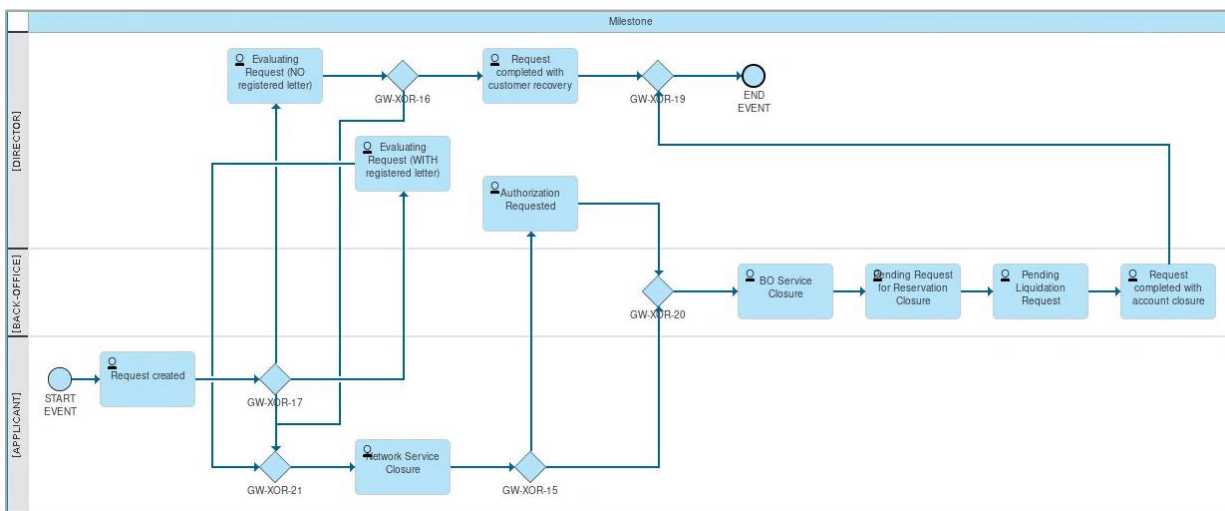 Milestone
[DIRECTOR]
Evaluating
Request (NO
registered letter)
GW-XOR-16
Request
completed with
customer recovery
GW-XOR-19
END
EVENT
Evaluating
Request (WITH
registered letter)
Authorization
Requested
[BACK-OFFICE]
GW-XOR-20
BO Service
Closure
Pending Request
for Reservation
Closure
Pending
Liquidation
Request
Request
completed with
account closure
[APPLICANT]
START
EVENT
Request created
GW-XOR-17
GW-XOR-21
Network Service
Closure
GW-XOR-15